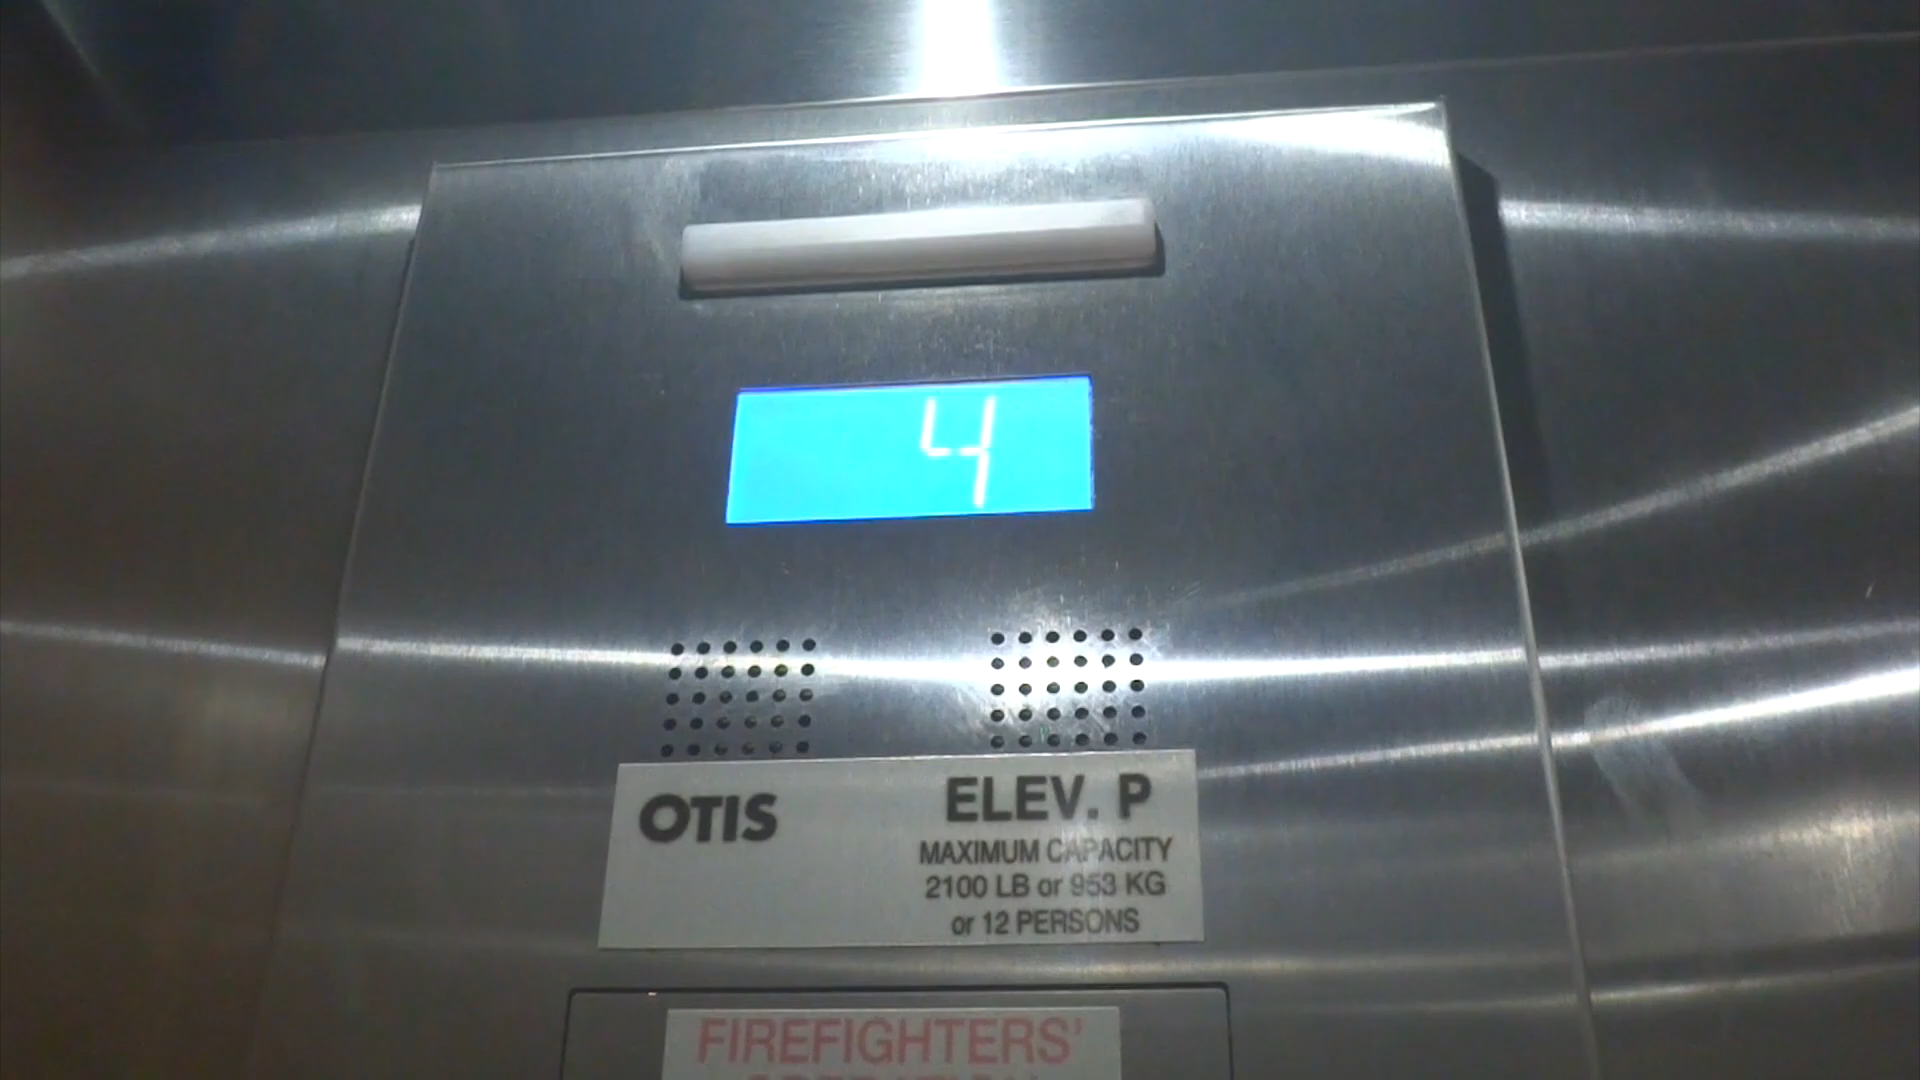 4
OTIS
ELEV. P
MAXIMUM CAPACITY
2100 LB or 953 KG
or 12 PERSONS
FIREFIGHTERS'